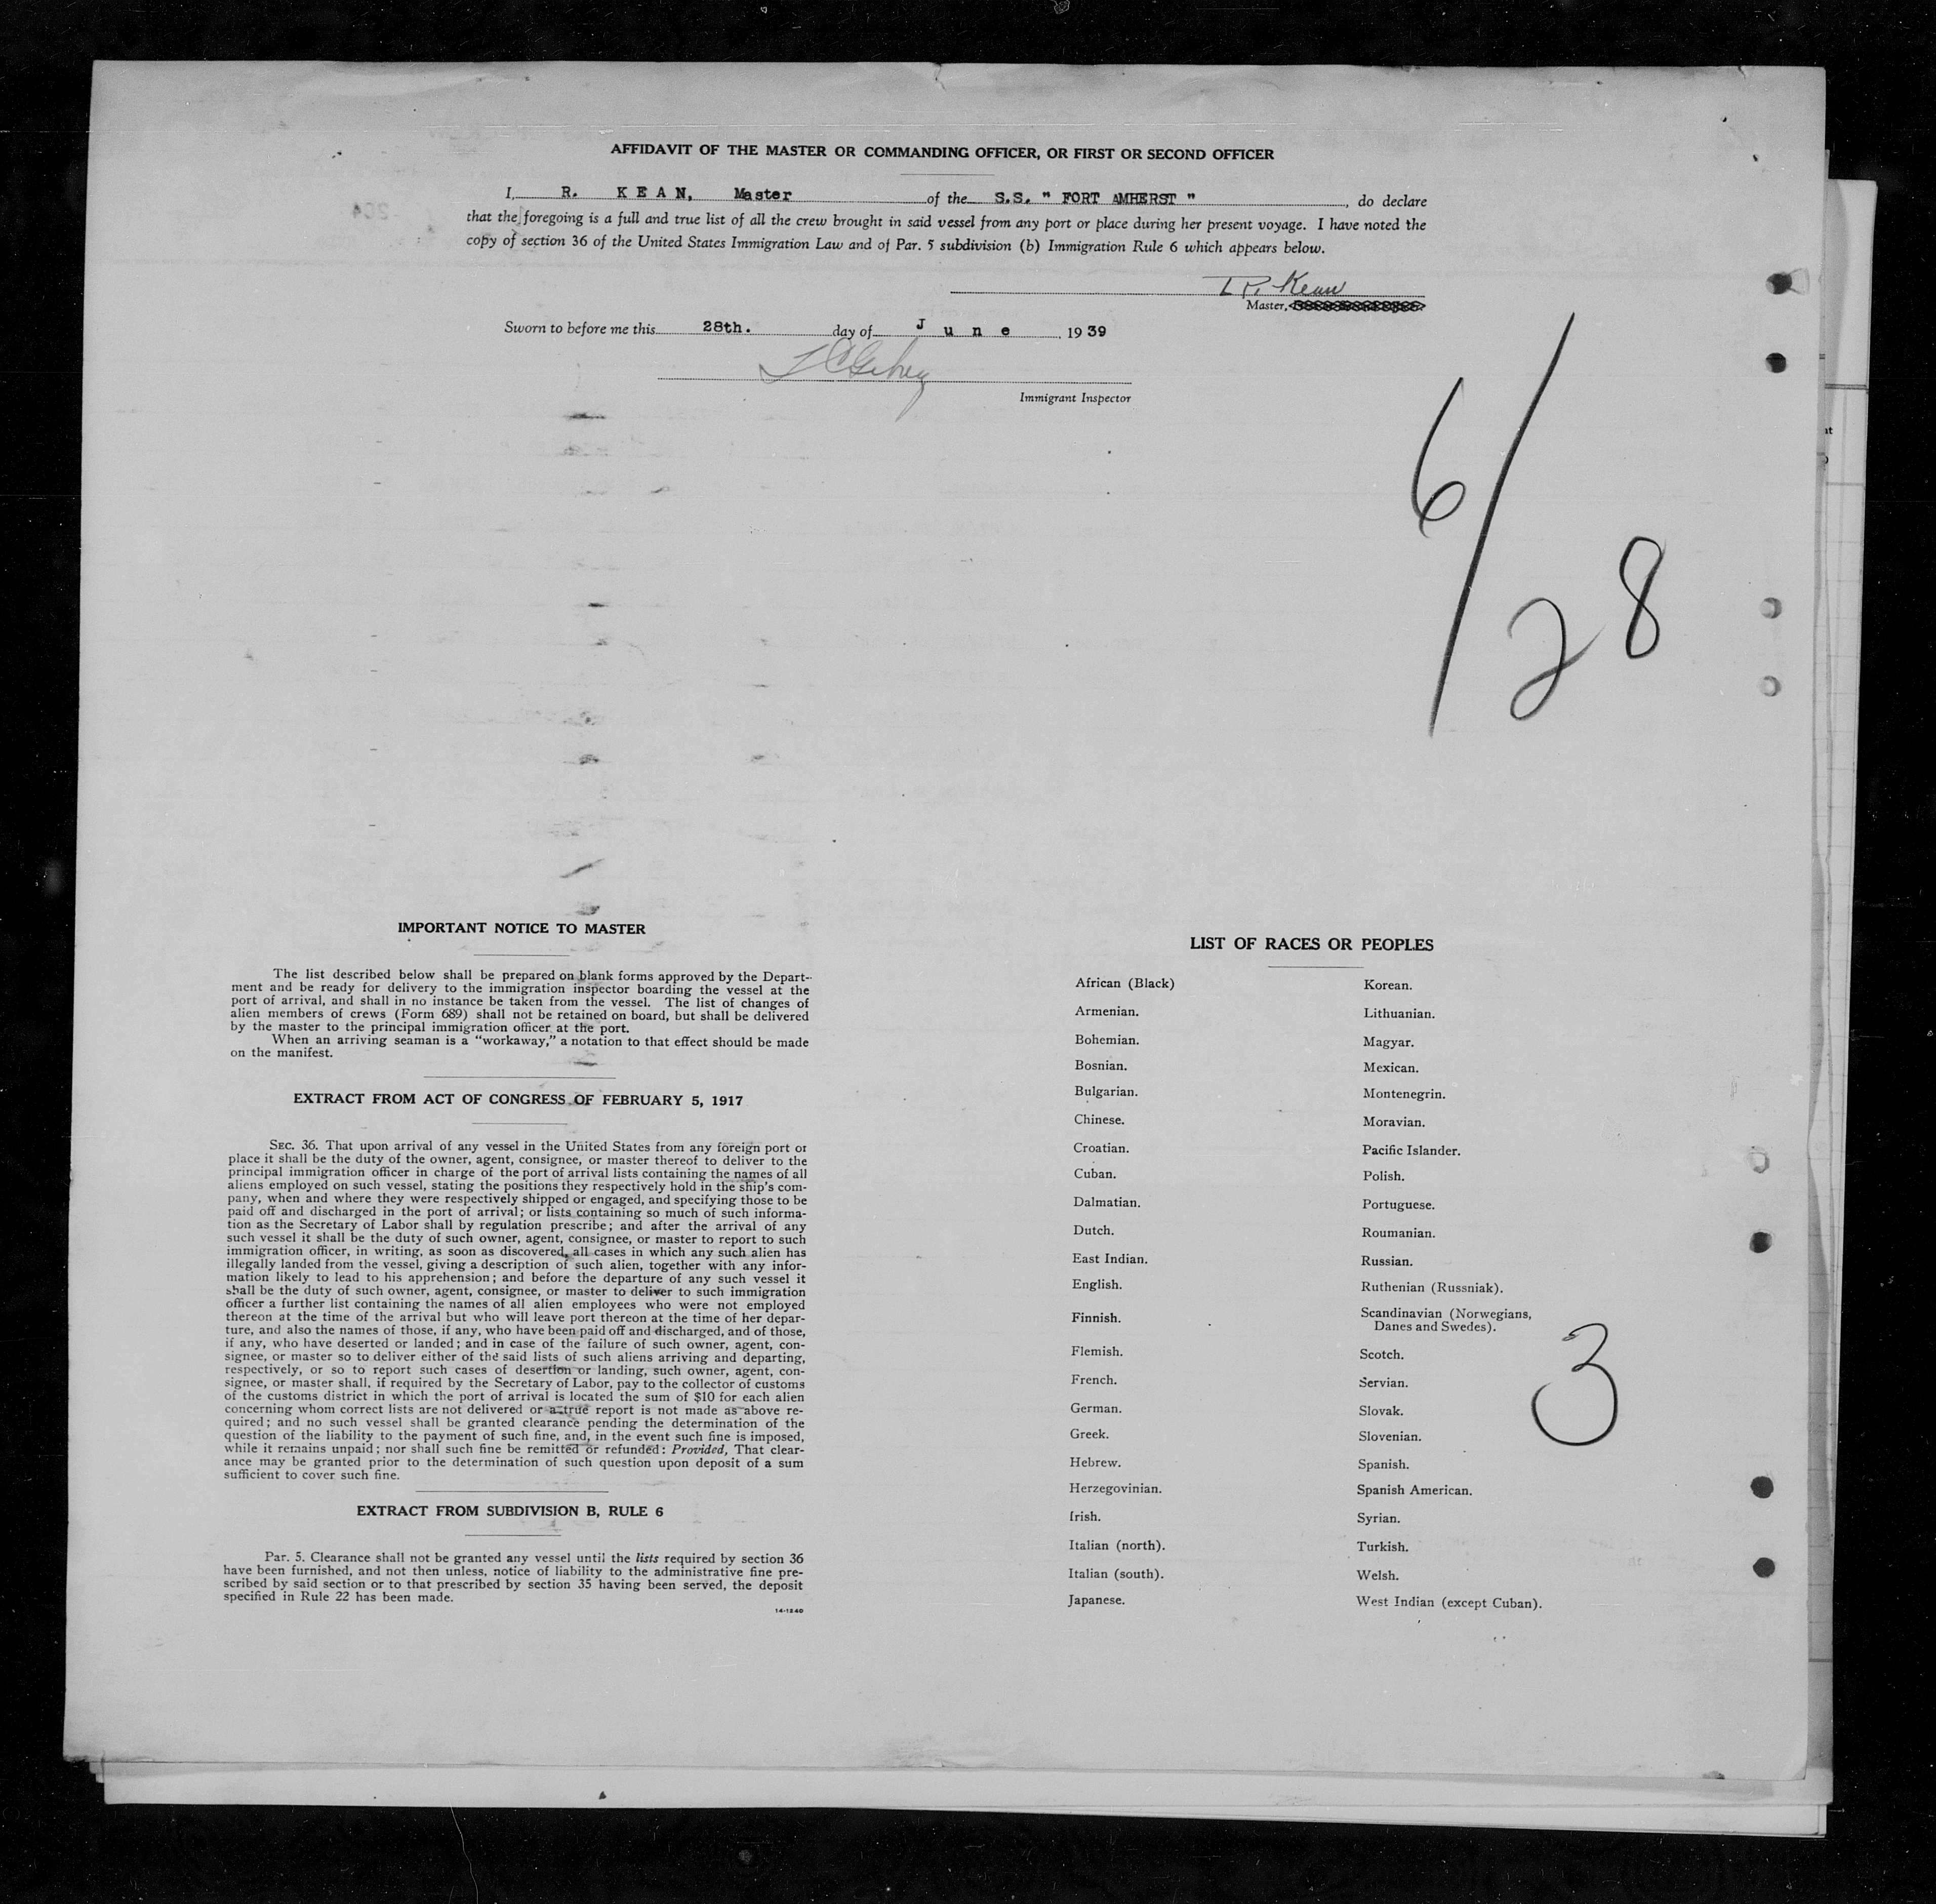 AFFIDAVIT OF THE MASTER OR COMMANDING OFFICER, OR FIRST OR SECOND OFFICER
I, R. KEAN, Master of the S.S. " FORT AMHERST ", do declare
that the foregoing is a full and true list of all the crew brought in said vessel from any port or place during her present voyage. I have noted the
copy of section 36 of the United States Immigration Law and of Par. 5 subdivision (b) Immigration Rule 6 which appears below.
R. Kean
Master,
Sworn to before me this 28th. day of June, 1939
Immigrant Inspector
6/28
IMPORTANT NOTICE TO MASTER
The list described below shall be prepared on blank forms approved by the Depart-
ment and be ready for delivery to the immigration inspector boarding the vessel at the
port of arrival, and shall in no instance be taken from the vessel. The list of changes of
alien members of crews (Form 689) shall not be retained on board, but shall be delivered
by the master to the principal immigration officer at the port.
When an arriving seaman is a "workaway," a notation to that effect should be made
on the manifest.
EXTRACT FROM ACT OF CONGRESS OF FEBRUARY 5, 1917
SEC. 36. That upon arrival of any vessel in the United States from any foreign port or
place it shall be the duty of the owner, agent, consignee, or master thereof to deliver to the
principal immigration officer in charge of the port of arrival lists containing the names of all
aliens employed on such vessel, stating the positions they respectively hold in the ship's com-
pany, when and where they were respectively shipped or engaged, and specifying those to be
paid off and discharged in the port of arrival; or lists containing so much of such informa-
tion as the Secretary of Labor shall by regulation prescribe; and after the arrival of any
such vessel it shall be the duty of such owner, agent, consignee, or master to report to such
immigration officer, in writing, as soon as discovered, all cases in which any such alien has
illegally landed from the vessel, giving a description of such alien, together with any infor-
mation likely to lead to his apprehension; and before the departure of any such vessel it
shall be the duty of such owner, agent, consignee, or master to deliver to such immigration
officer a further list containing the names of all alien employees who were not employed
thereon at the time of the arrival but who will leave port thereon at the time of her depar-
ture, and also the names of those, if any, who have been paid off and discharged, and of those,
if any, who have deserted or landed; and in case of the failure of such owner, agent, con-
signee, or master so to deliver either of the said lists of such aliens arriving and departing,
respectively, or so to report such cases of desertion or landing, such owner, agent, con-
signee, or master shall, if required by the Secretary of Labor, pay to the collector of customs
of the customs district in which the port of arrival is located the sum of $10 for each alien
concerning whom correct lists are not delivered or a true report is not made as above re-
quired; and no such vessel shall be granted clearance pending the determination of the
question of the liability to the payment of such fine, and, in the event such fine is imposed,
while it remains unpaid; nor shall such fine be remitted or refunded: Provided, That clear-
ance may be granted prior to the determination of such question upon deposit of a sum
sufficient to cover such fine.
EXTRACT FROM SUBDIVISION B, RULE 6
Par. 5. Clearance shall not be granted any vessel until the lists required by section 36
have been furnished, and not then unless, notice of liability to the administrative fine pre-
scribed by said section or to that prescribed by section 35 having been served, the deposit
specified in Rule 22 has been made.
14-1240
LIST OF RACES OR PEOPLES
African (Black)
Armenian.
Bohemian.
Bosnian.
Bulgarian.
Chinese.
Croatian.
Cuban.
Dalmatian.
Dutch.
East Indian.
English.
Finnish.
Flemish.
French.
German.
Greek.
Hebrew.
Herzegovinian.
Irish.
Italian (north).
Italian (south).
Japanese.
Korean.
Lithuanian.
Magyar.
Mexican.
Montenegrin.
Moravian.
Pacific Islander.
Polish.
Portuguese.
Roumanian.
Russian.
Ruthenian (Russniak).
Scandinavian (Norwegians,
Danes and Swedes).
Scotch.
Servian.
Slovak.
Slovenian.
Spanish.
Spanish American.
Syrian.
Turkish.
Welsh.
West Indian (except Cuban).
3